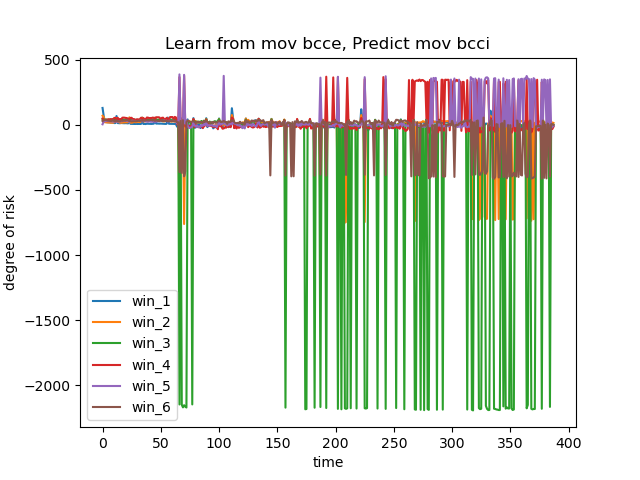 Learn from mov bcce, Predict mov bcci
degree of risk
500
0
−500
−1000
−1500
−2000
win_1
win_2
win_3
win_4
win_5
win_6
0 50 100 150 200 250 300 350 400
time